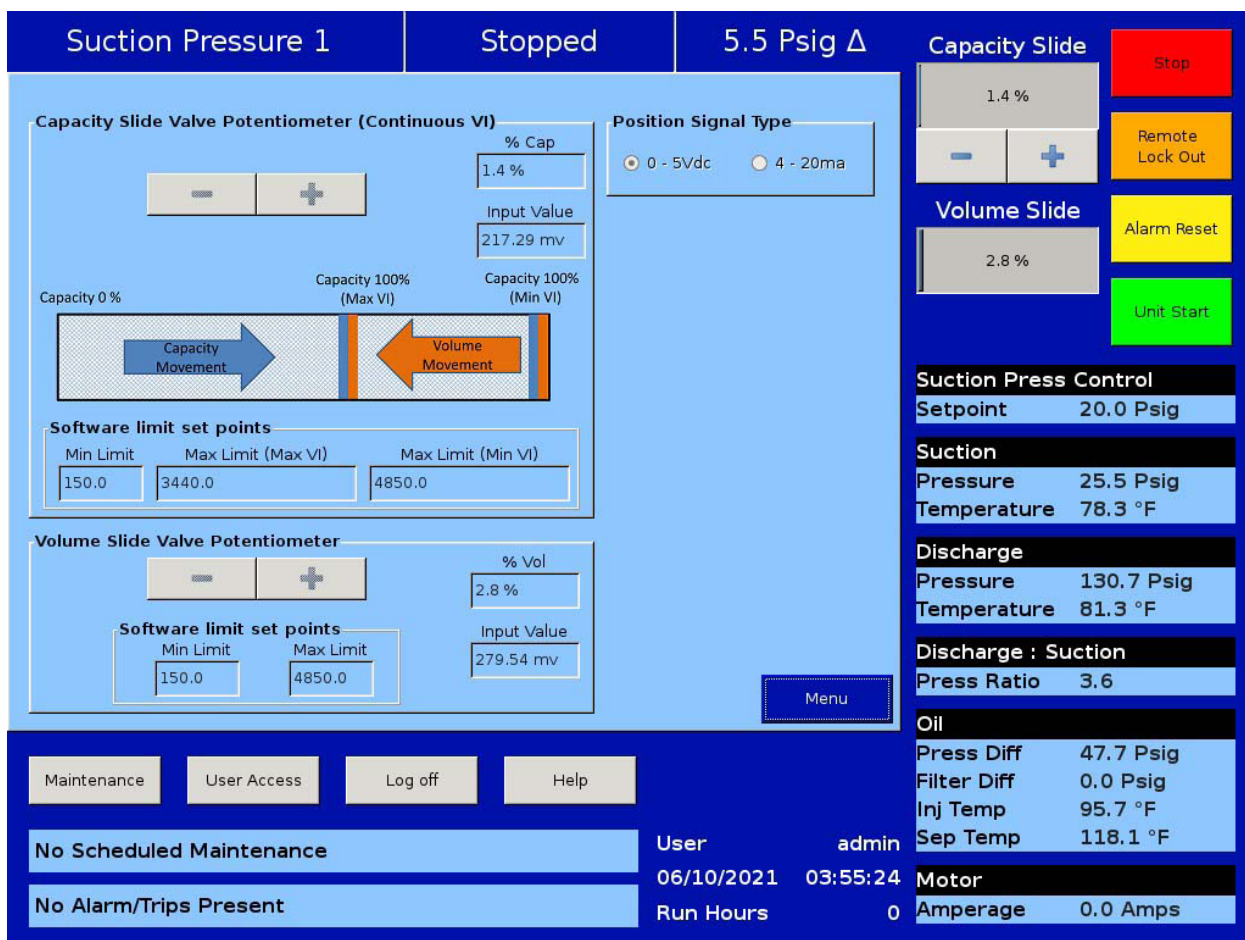 Suction Pressure 1
Stopped
5.5 Psig Δ
Capacity Slide Valve Potentiometer (Continuous VI)
% Cap
1.4 %
Input Value
217.29 mv
Capacity 0 %
Capacity 100%
(Max VI)
Capacity 100%
(Min VI)
Capacity
Movement
Volume
Movement
Software limit set points
Min Limit Max Limit (Max VI) Max Limit (Min VI)
150.0 3440.0 4850.0
Volume Slide Valve Potentiometer
% Vol
2.8 %
Software limit set points
Min Limit Max Limit
150.0 4850.0
Input Value
279.54 mv
Position Signal Type
0 - 5Vdc 4 - 20ma
Menu
Maintenance
User Access
Log off
Help
No Scheduled Maintenance
No Alarm/Trips Present
User admin
06/10/2021 03:55:24
Run Hours 0
Capacity Slide
1.4 %
Volume Slide
2.8 %
Stop
Remote
Lock Out
Alarm Reset
Unit Start
Suction Press Control
Setpoint 20.0 Psig
Suction
Pressure 25.5 Psig
Temperature 78.3 °F
Discharge
Pressure 130.7 Psig
Temperature 81.3 °F
Discharge : Suction
Press Ratio 3.6
Oil
Press Diff 47.7 Psig
Filter Diff 0.0 Psig
Inj Temp 95.7 °F
Sep Temp 118.1 °F
Motor
Amperage 0.0 Amps